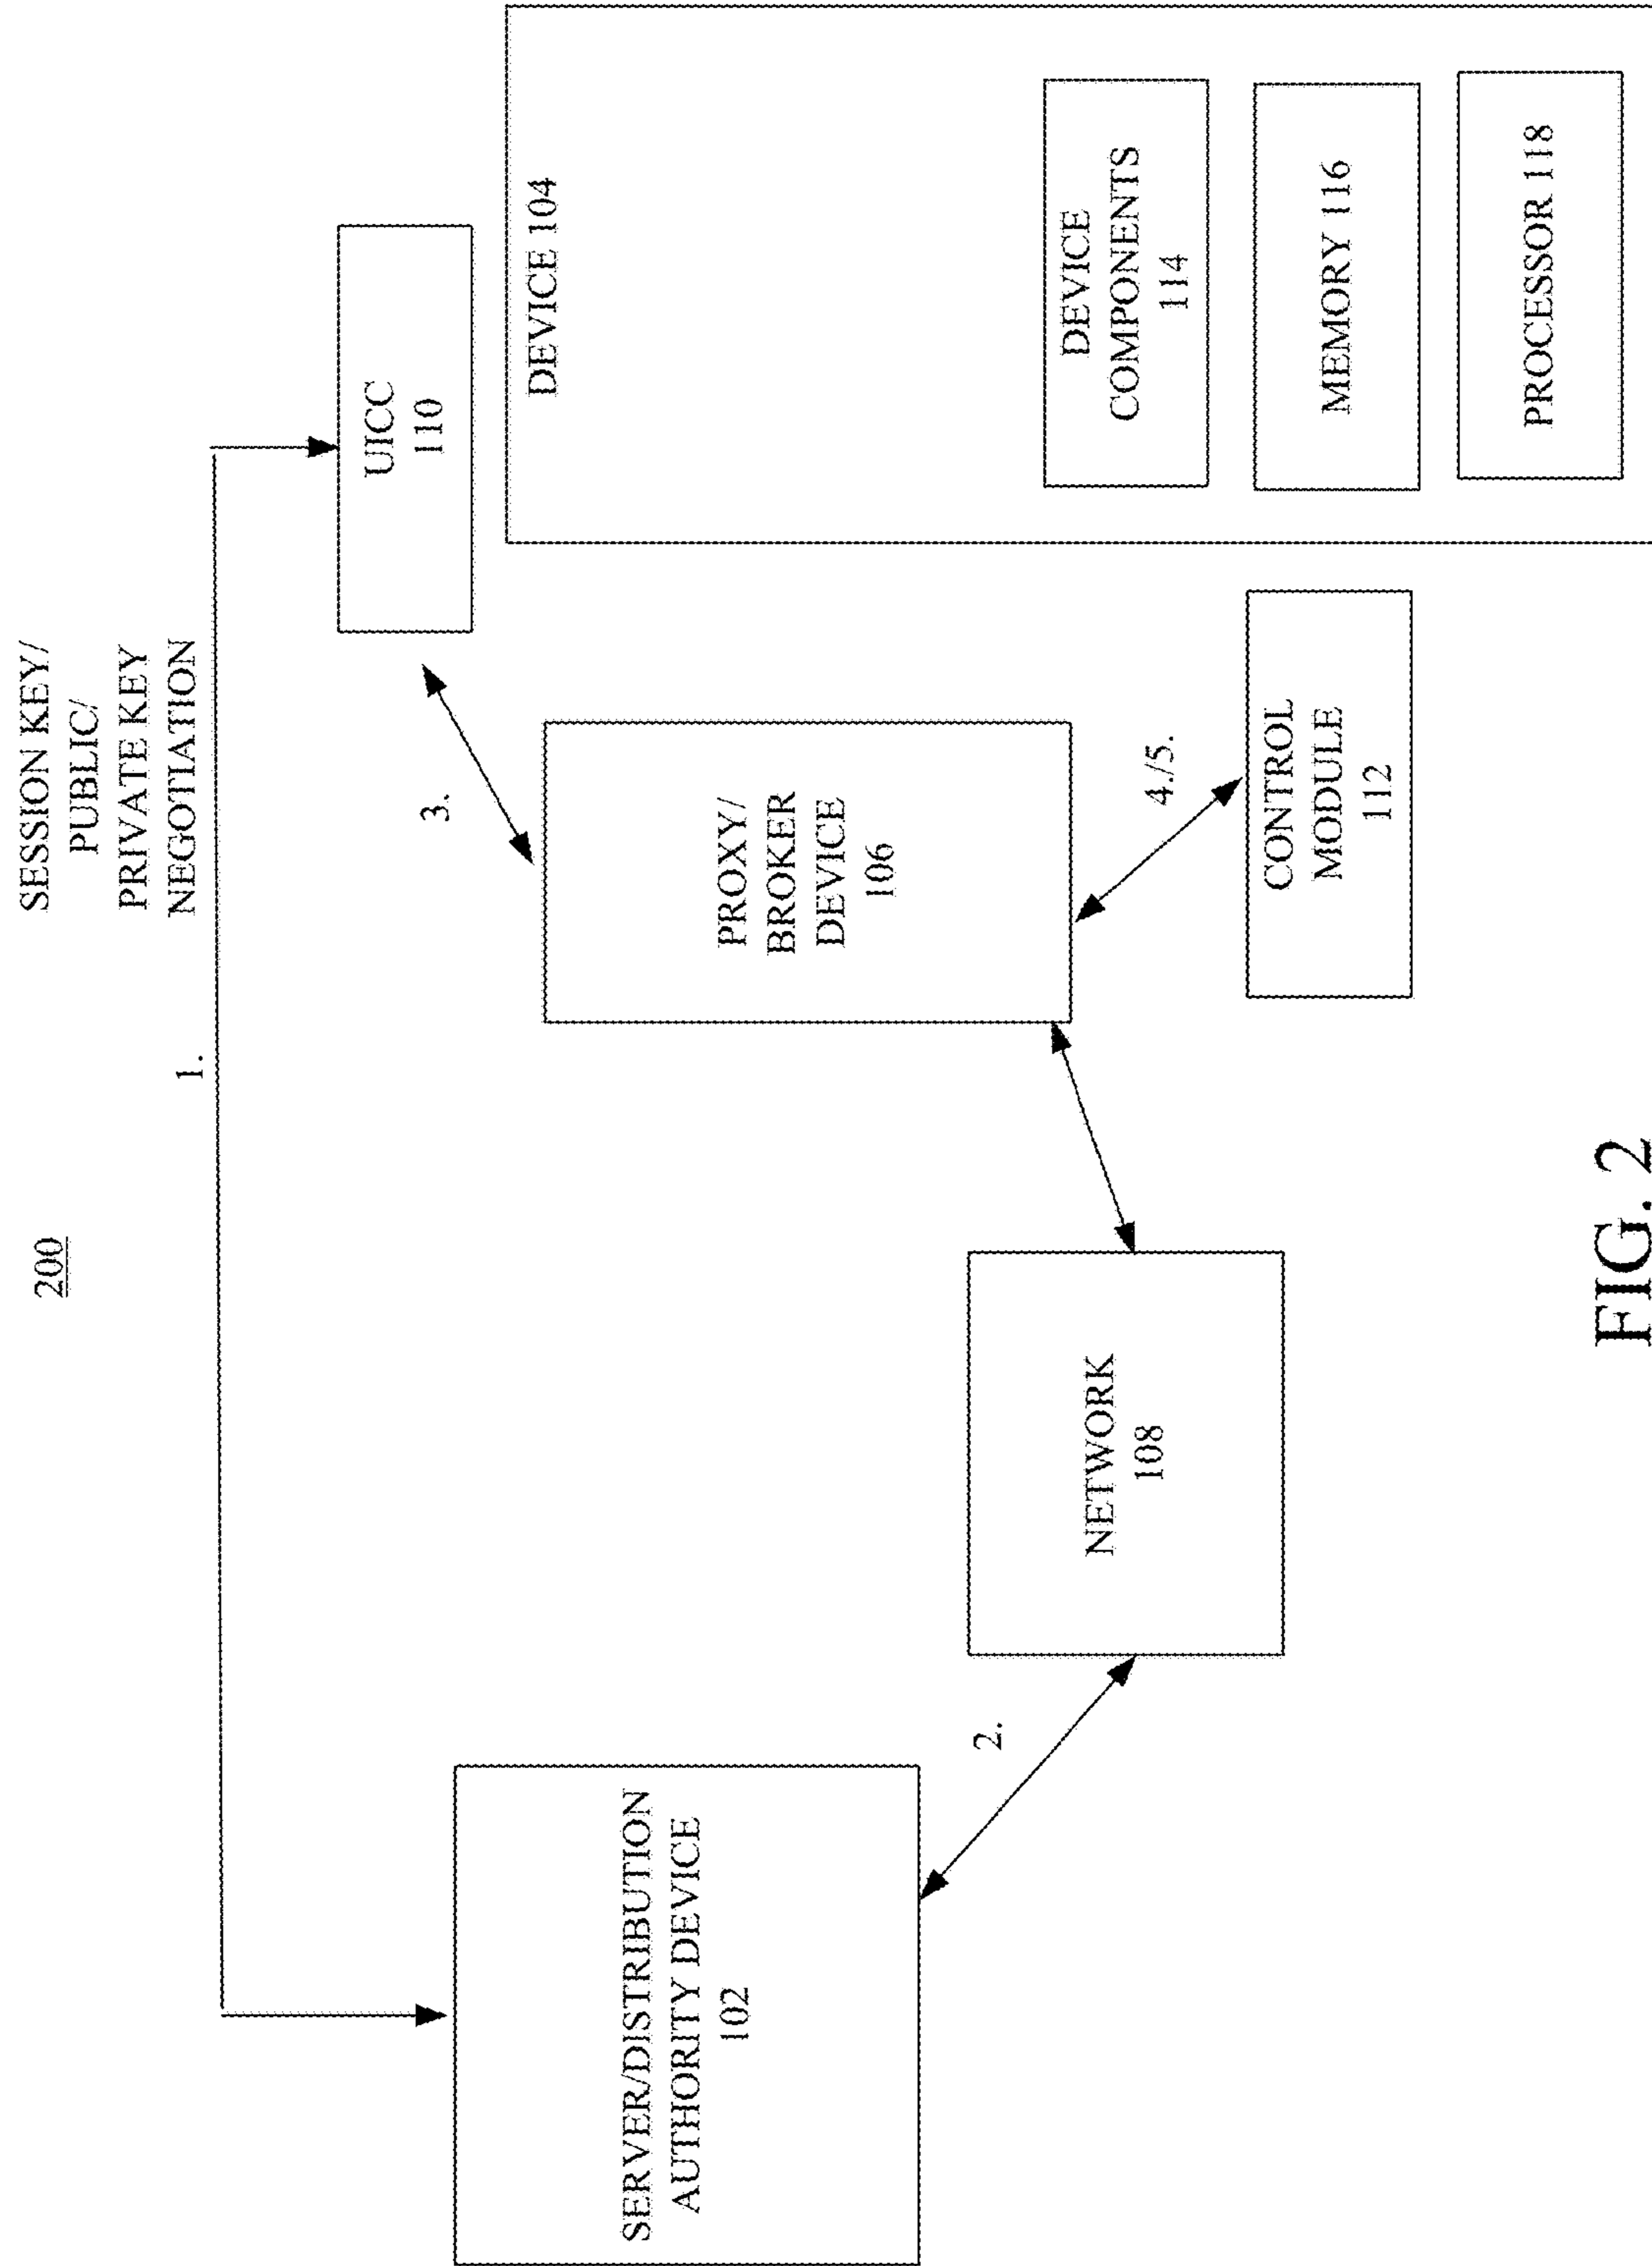 200
SESSION KEY/
PUBLIC/
PRIVATE KEY
NEGOTIATION
1.
UICC
110
DEVICE 104
3.
SERVER/DISTRIBUTION
AUTHORITY DEVICE
102
PROXY/
BROKER
DEVICE
106
2.
NETWORK
108
4./5.
CONTROL
MODULE
112
DEVICE
COMPONENTS
114
MEMORY 116
PROCESSOR 118
FIG. 2